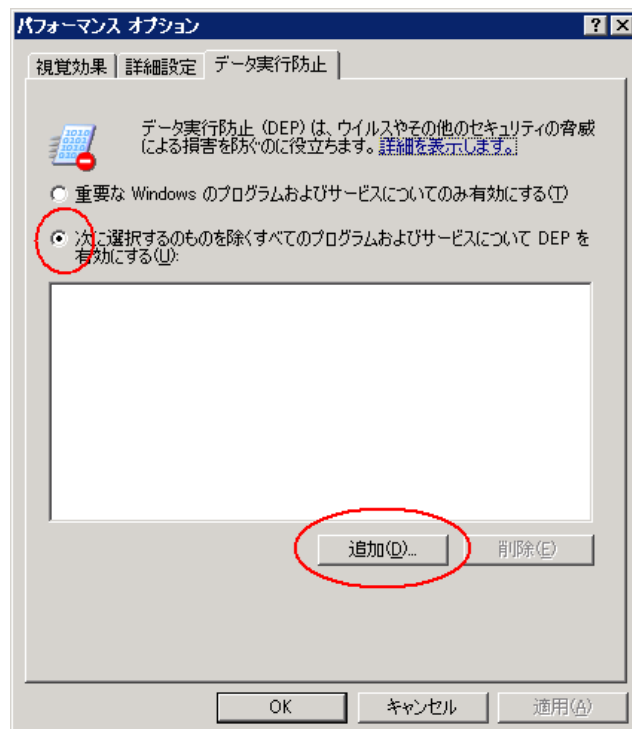 パフォーマンス オプション
視覚効果 詳細設定 データ実行防止
データ実行防止 (DEP) は、ウイルスやその他のセキュリティの脅威
による損害を防ぐのに役立ちます。詳細を表示します。
重要な Windows のプログラムおよびサービスについてのみ有効にする(T)
次に選択するのものを除くすべてのプログラムおよびサービスについて DEP を
有効にする(U):
追加(D)... 削除(E)
OK キャンセル 適用(A)